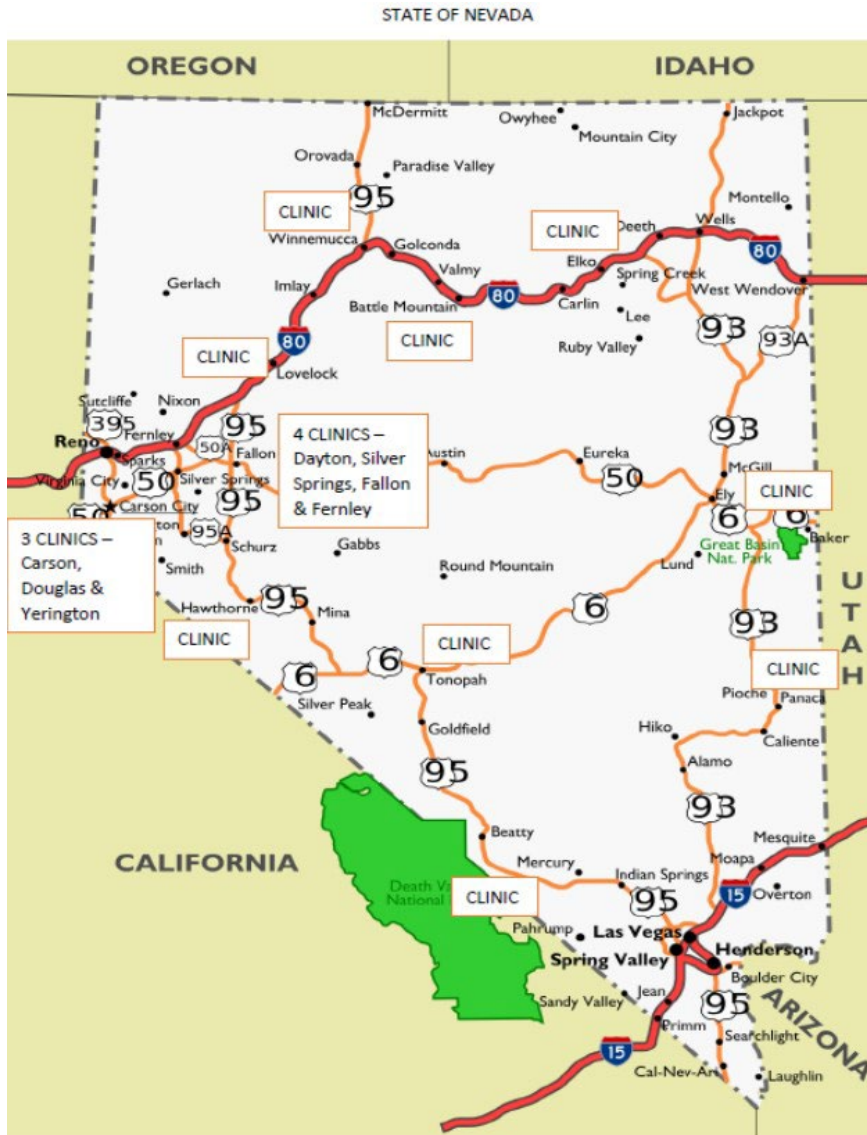 STATE OF NEVADA
OREGON
IDAHO
McDermitt
Owyhee
Mountain City
Jackpot
Orovada
Paradise Valley
95
Montello
CLINIC
CLINIC
Deeth
Wells
Winnemucca
Golconda
Elko
80
Gerlach
Imlay
Valmy
Spring Creek
West Wendover
Battle Mountain
80
Carlin
Lee
80
CLINIC
Ruby Valley
93
93A
CLINIC
Lovelock
Sutcliffe
Nixon
395
Fernley
95
50A
Fallon
4 CLINICS –
Dayton, Silver
Springs, Fallon
& Fernley
Austin
Eureka
93
Reno
Sparks
50
McGill
Virginia City
50
Silver Springs
Ely
CLINIC
50
Carson City
95
6
6
95A
Schurz
Baker
3 CLINICS –
Carson,
Douglas &
Yerington
Gabbs
Lund
Great Basin
Nat. Park
Smith
Round Mountain
UTAH
Hawthorne
95
Mina
6
93
CLINIC
CLINIC
CLINIC
6
6
Tonopah
Pioche
Panaca
Silver Peak
Goldfield
Hiko
Caliente
95
Alamo
93
Beatty
Mesquite
CALIFORNIA
Mercury
Moapa
Indian Springs
CLINIC
95
15
Overton
Pahrump
Las Vegas
Spring Valley
Henderson
Boulder City
Sandy Valley
Jean
95
ARIZONA
Primm
Searchlight
15
Cal-Nev-Ari
Laughlin